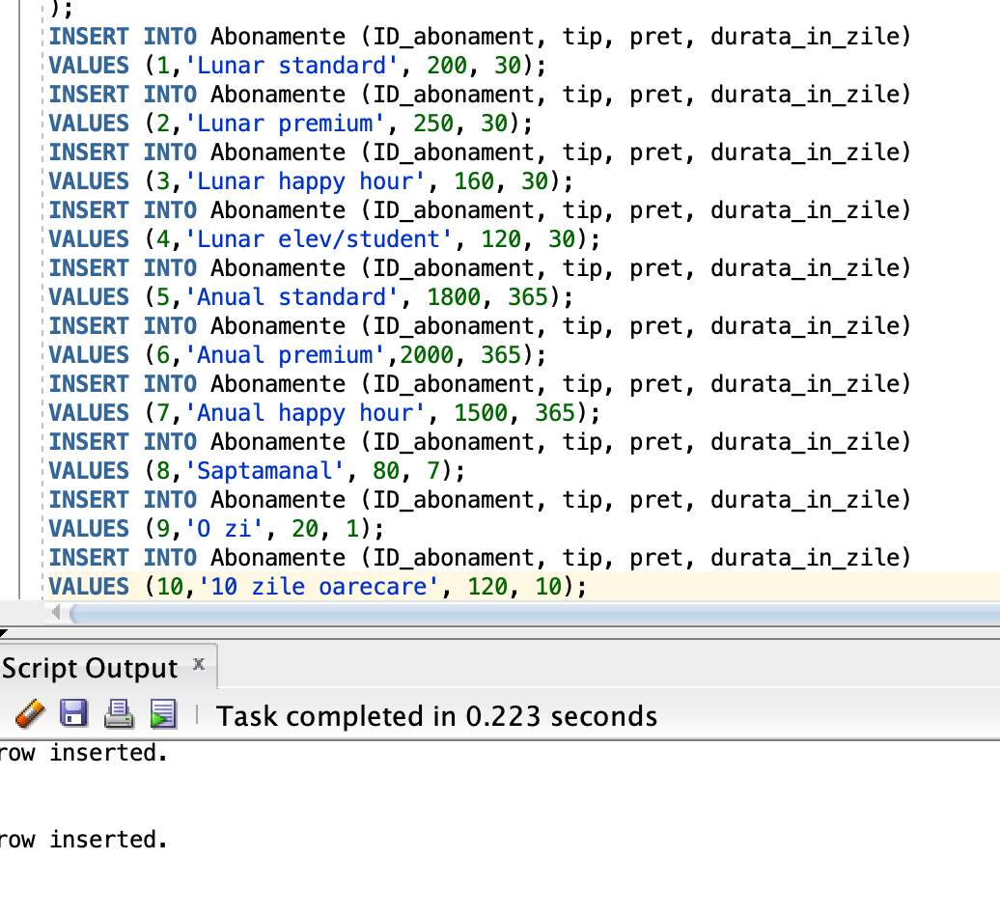 );
INSERT INTO Abonamente (ID_abonament, tip, pret, durata_in_zile)
VALUES (1,'Lunar standard', 200, 30);
INSERT INTO Abonamente (ID_abonament, tip, pret, durata_in_zile)
VALUES (2,'Lunar premium', 250, 30);
INSERT INTO Abonamente (ID_abonament, tip, pret, durata_in_zile)
VALUES (3,'Lunar happy hour', 160, 30);
INSERT INTO Abonamente (ID_abonament, tip, pret, durata_in_zile)
VALUES (4,'Lunar elev/student', 120, 30);
INSERT INTO Abonamente (ID_abonament, tip, pret, durata_in_zile)
VALUES (5,'Anual standard', 1800, 365);
INSERT INTO Abonamente (ID_abonament, tip, pret, durata_in_zile)
VALUES (6,'Anual premium',2000, 365);
INSERT INTO Abonamente (ID_abonament, tip, pret, durata_in_zile)
VALUES (7,'Anual happy hour', 1500, 365);
INSERT INTO Abonamente (ID_abonament, tip, pret, durata_in_zile)
VALUES (8,'Saptamanal', 80, 7);
INSERT INTO Abonamente (ID_abonament, tip, pret, durata_in_zile)
VALUES (9,'O zi', 20, 1);
INSERT INTO Abonamente (ID_abonament, tip, pret, durata_in_zile)
VALUES (10,'10 zile oarecare', 120, 10);
Script Output x
Task completed in 0.223 seconds
row inserted.
row inserted.